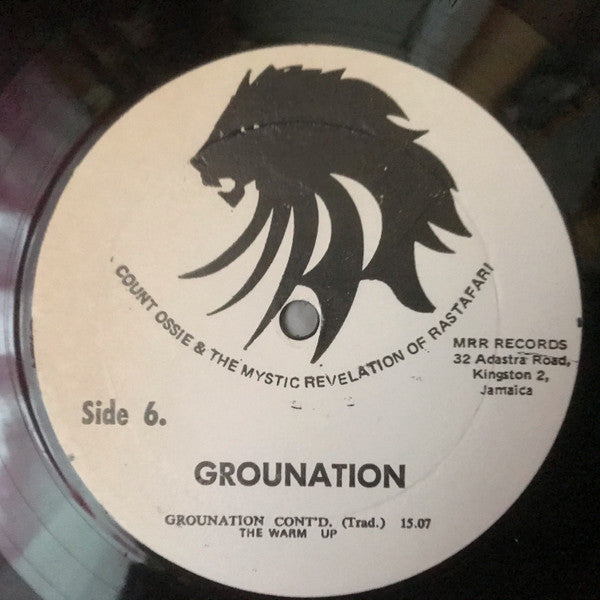 COUNT OSSIE & THE MYSTIC REVELATION OF RASTAFARI
MRR RECORDS
32 Adastra Road,
Kingston 2,
Jamaica
Side 6.
GROUNATION
GROUNATION CONT'D. (Trad.) 15.07
THE WARM UP